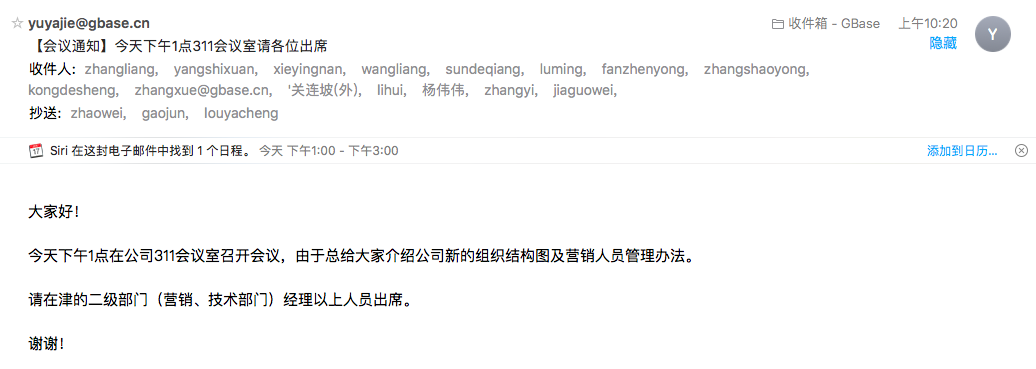 ☆ yuyajie@gbase.cn 收件箱 - GBase 上午10:20
Y
【会议通知】今天下午1点311会议室请各位出席 隐藏
收件人: zhangliang, yangshixuan, xieyingnan, wangliang, sundeqiang, luming, fanzhenyong, zhangshaoyong,
kongdesheng, zhangxue@gbase.cn, '关连坡(外), lihui, 杨伟伟, zhangyi, jiaguowei,
抄送: zhaowei, gaojun, louyacheng
17 Siri 在这封电子邮件中找到 1 个日程。 今天 下午1:00 - 下午3:00 添加到日历...
大家好！
今天下午1点在公司311会议室召开会议，由于总给大家介绍公司新的组织结构图及营销人员管理办法。
请在津的二级部门（营销、技术部门）经理以上人员出席。
谢谢！